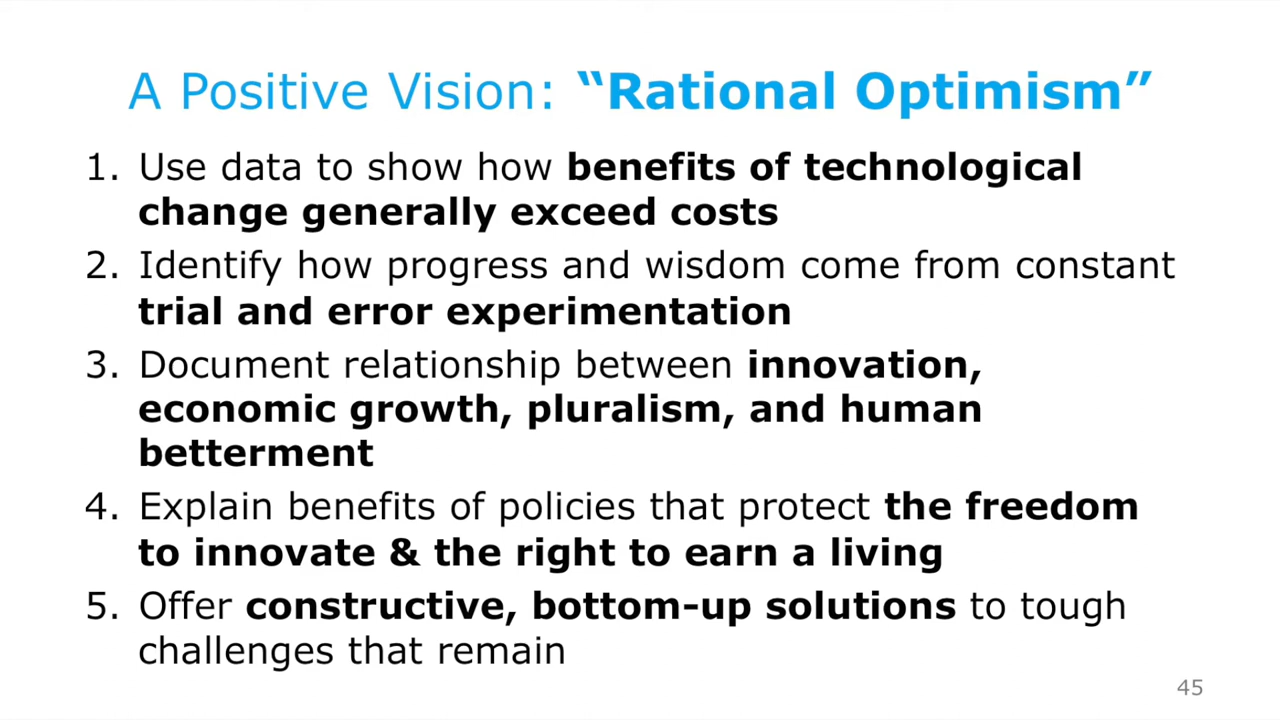 A Positive Vision: “Rational Optimism”
1. Use data to show how benefits of technological
change generally exceed costs
2. Identify how progress and wisdom come from constant
trial and error experimentation
3. Document relationship between innovation,
economic growth, pluralism, and human
betterment
4. Explain benefits of policies that protect the freedom
to innovate & the right to earn a living
5. Offer constructive, bottom-up solutions to tough
challenges that remain
45